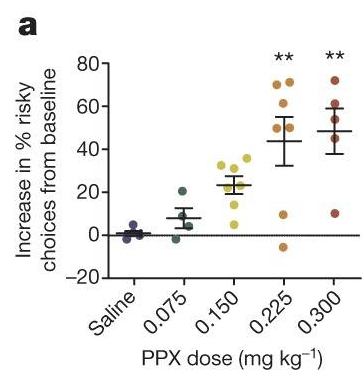 a
Increase in % risky
choices from baseline
80
60
40
20
0
−20
** **
Saline 0.075 0.150 0.225 0.300
PPX dose (mg kg⁻¹)